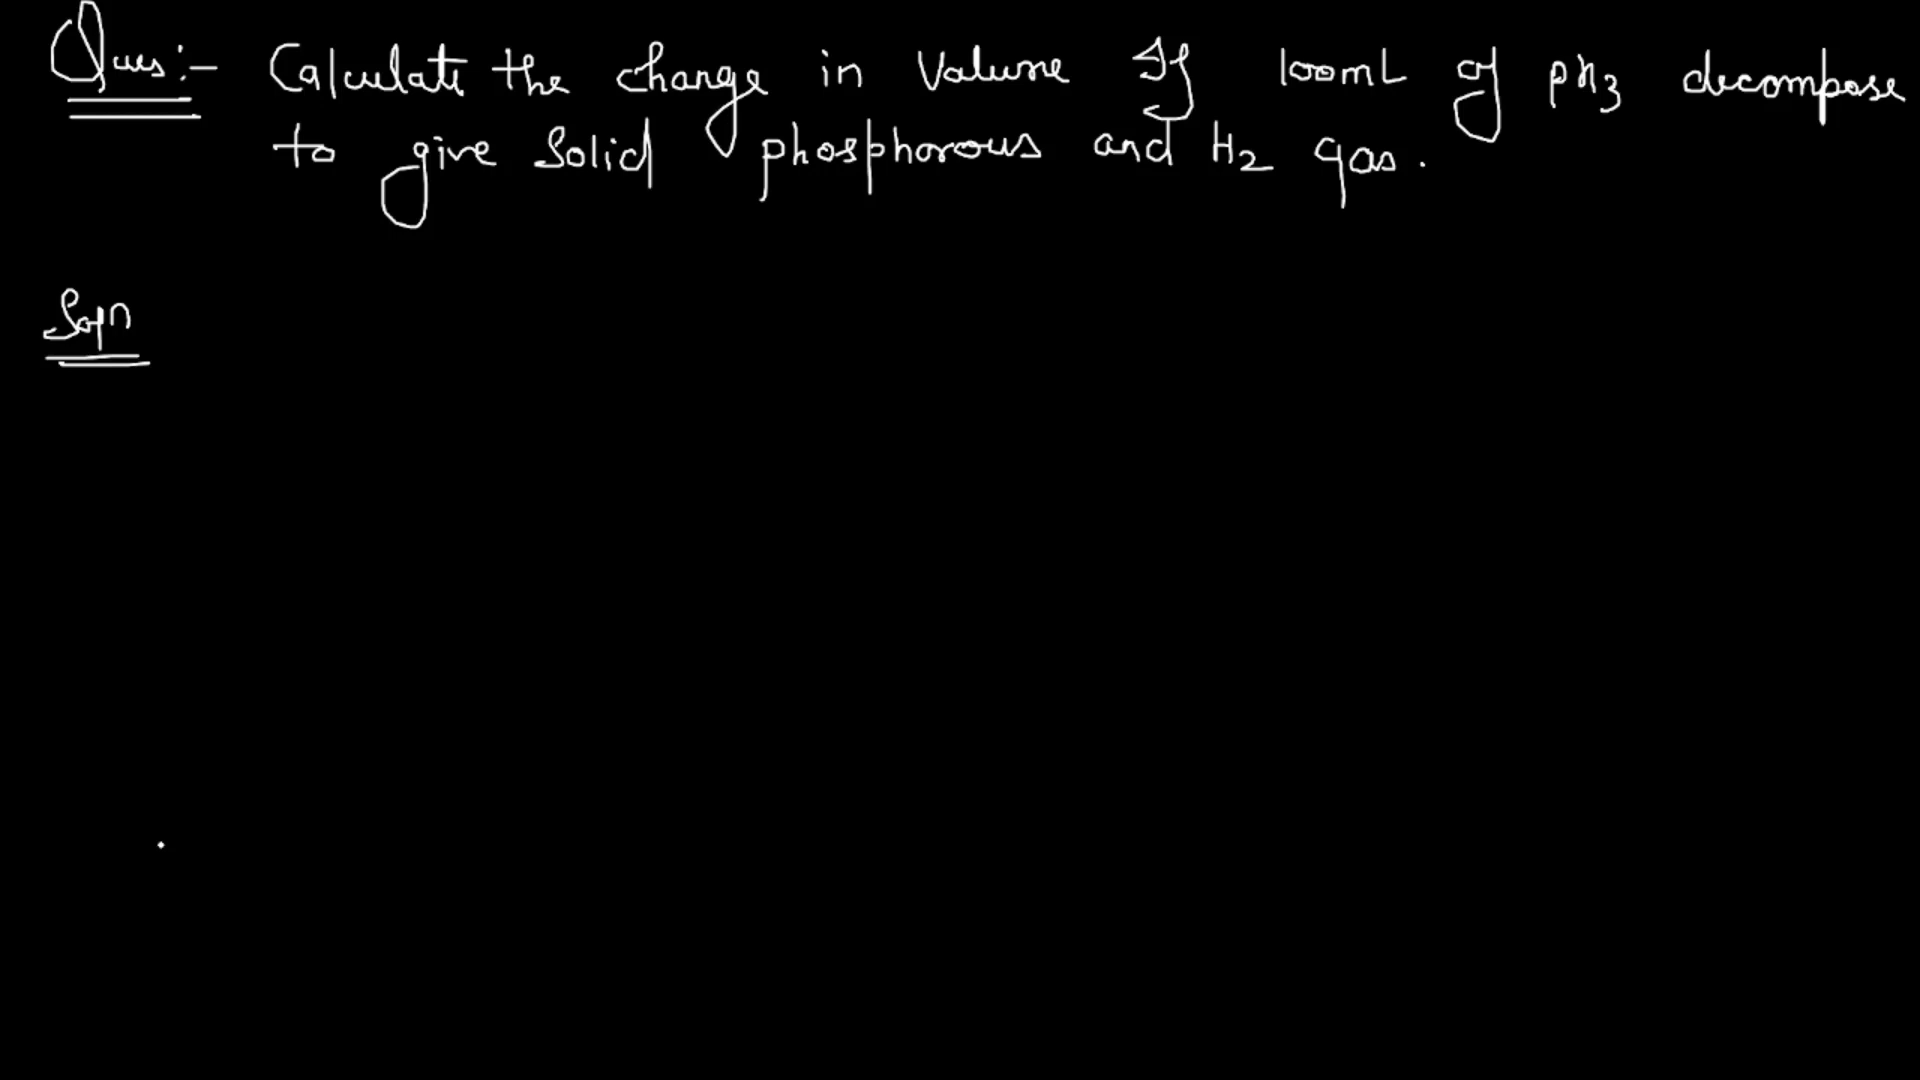 Ques:- Calculate the change in Volume If 100mL of pH3 decompose
to give Solid phosphorous and H2 gas.
Soln